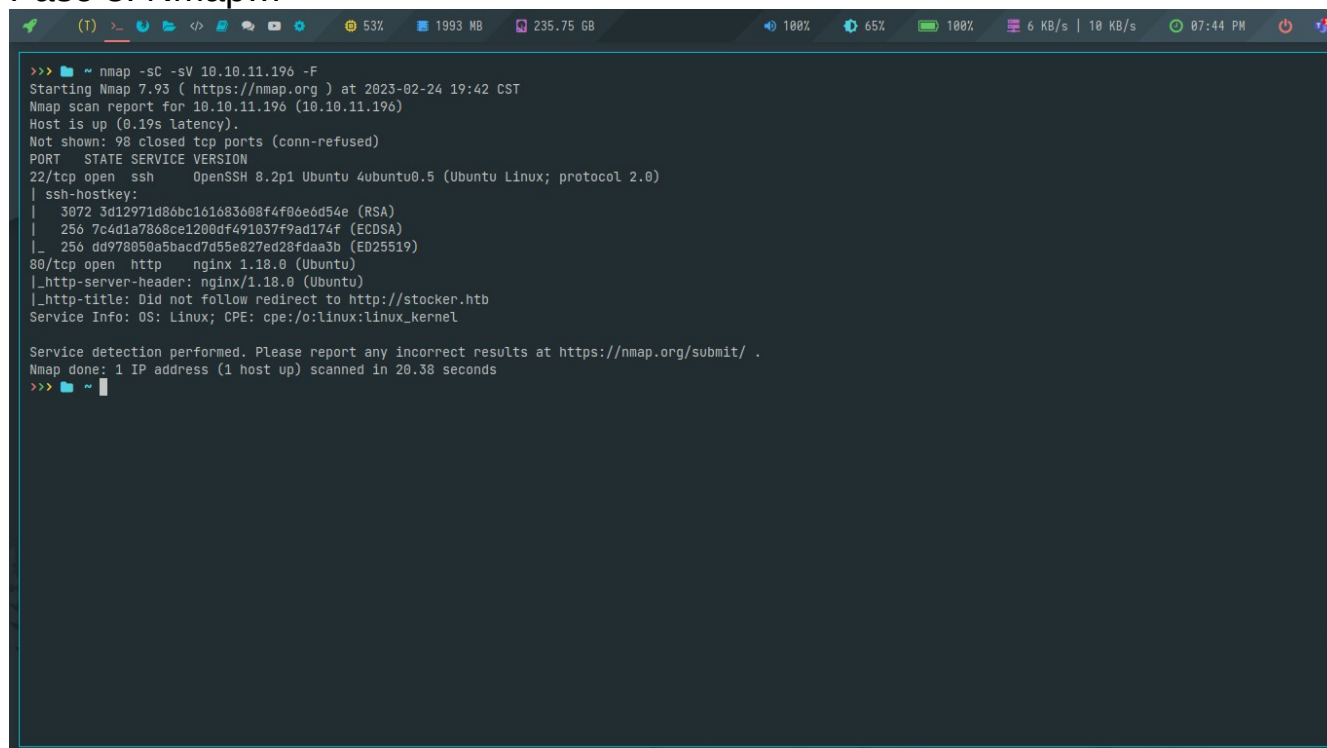 (T) >_ </> 53% 1993 MB 235.75 GB 100% 65% 100% 6 KB/s | 10 KB/s 07:44 PM
>>> ~ nmap -sC -sV 10.10.11.196 -F
Starting Nmap 7.93 ( https://nmap.org ) at 2023-02-24 19:42 CST
Nmap scan report for 10.10.11.196 (10.10.11.196)
Host is up (0.19s latency).
Not shown: 98 closed tcp ports (conn-refused)
PORT   STATE SERVICE VERSION
22/tcp open  ssh     OpenSSH 8.2p1 Ubuntu 4ubuntu0.5 (Ubuntu Linux; protocol 2.0)
| ssh-hostkey:
|   3072 3d12971d86bc161683608f4f06e6d54e (RSA)
|   256 7c4d1a7868ce1200df491037f9ad174f (ECDSA)
|_  256 dd978050a5bacd7d55e827ed28fdaa3b (ED25519)
80/tcp open  http    nginx 1.18.0 (Ubuntu)
|_http-server-header: nginx/1.18.0 (Ubuntu)
|_http-title: Did not follow redirect to http://stocker.htb
Service Info: OS: Linux; CPE: cpe:/o:linux:linux_kernel
Service detection performed. Please report any incorrect results at https://nmap.org/submit/ .
Nmap done: 1 IP address (1 host up) scanned in 20.38 seconds
>>> ~